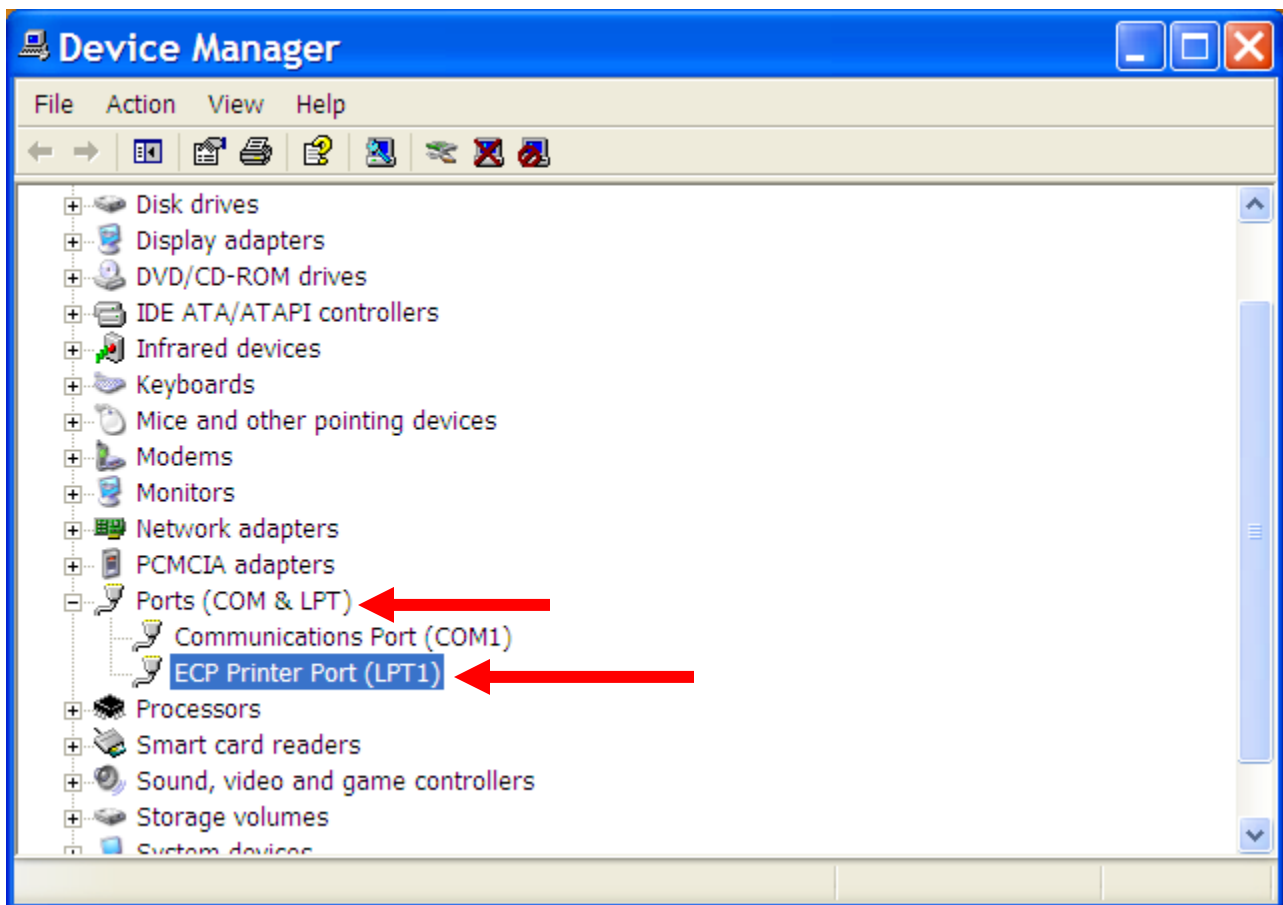 Device Manager
File Action View Help
Disk drives
Display adapters
DVD/CD-ROM drives
IDE ATA/ATAPI controllers
Infrared devices
Keyboards
Mice and other pointing devices
Modems
Monitors
Network adapters
PCMCIA adapters
Ports (COM & LPT)
Communications Port (COM1)
ECP Printer Port (LPT1)
Processors
Smart card readers
Sound, video and game controllers
Storage volumes
System devices